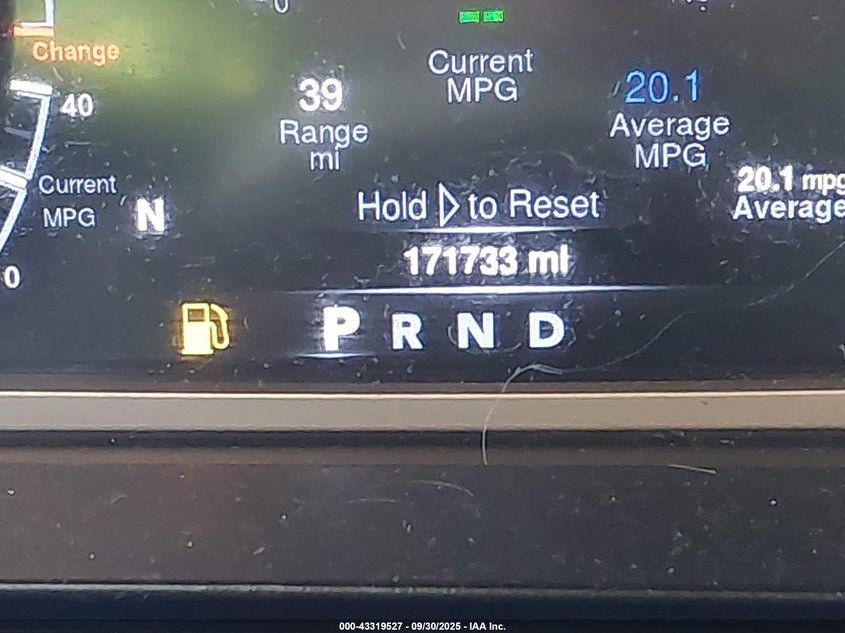 Change
40
Current
MPG
N
0
39
Range
mi
Current
MPG
20.1
Average
MPG
20.1 mpg
Average
Hold ▷ to Reset
171733 mi
P R N D
000-43319527 - 09/30/2025 - IAA Inc.